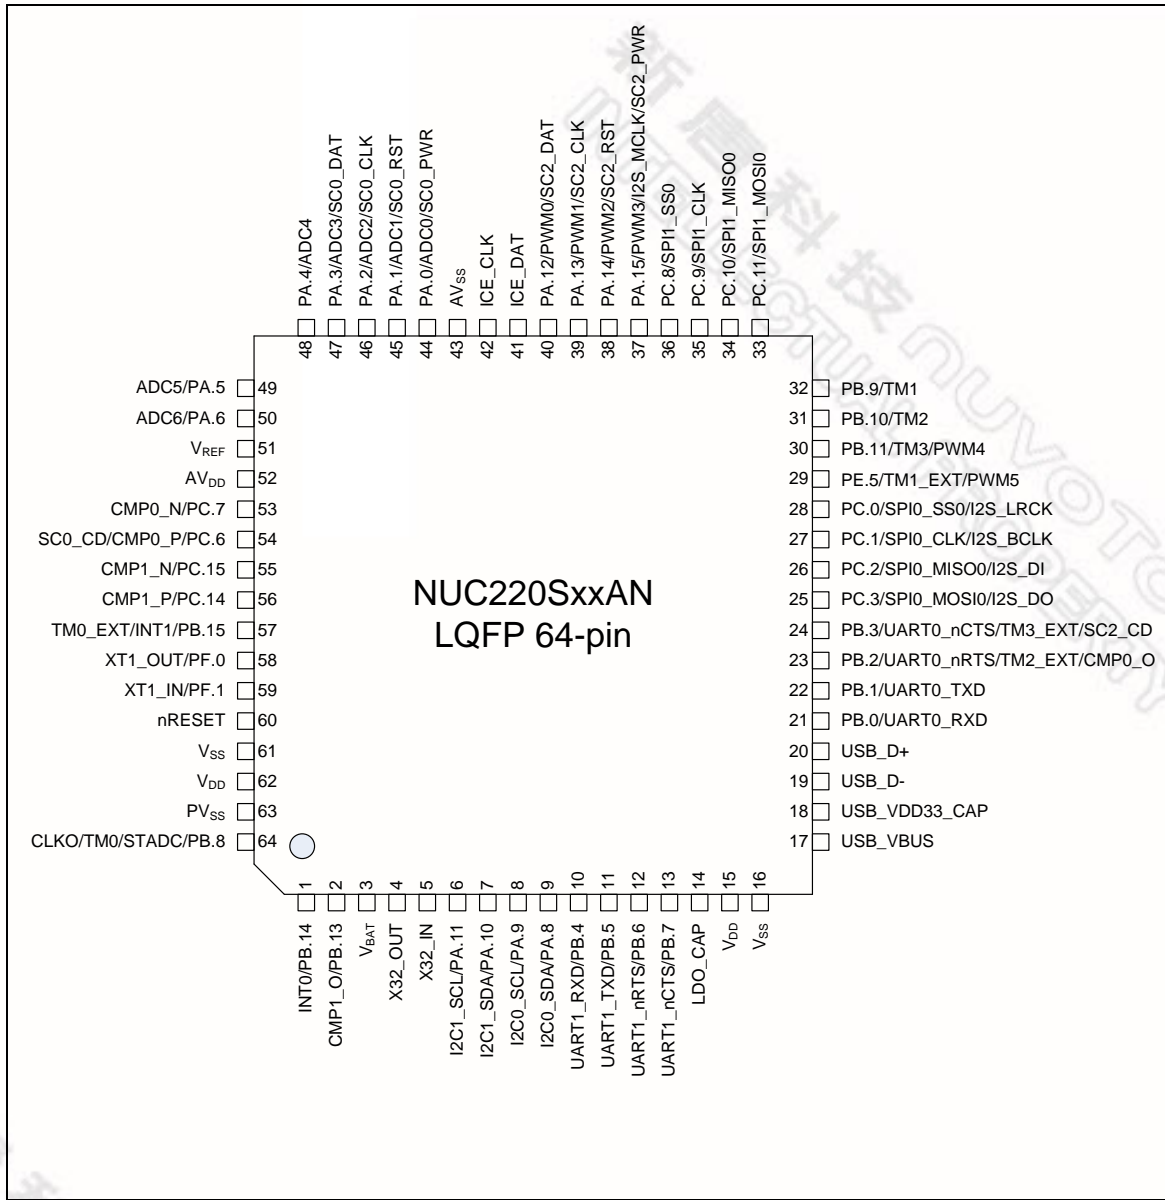 新唐科技 nuvoTon
INTELLECTUAL PROPERTY
PA.4/ADC4
PA.3/ADC3/SC0_DAT
PA.2/ADC2/SC0_CLK
PA.1/ADC1/SC0_RST
PA.0/ADC0/SC0_PWR
AVSS
ICE_CLK
ICE_DAT
PA.12/PWM0/SC2_DAT
PA.13/PWM1/SC2_CLK
PA.14/PWM2/SC2_RST
PA.15/PWM3/I2S_MCLK/SC2_PWR
PC.8/SPI1_SS0
PC.9/SPI1_CLK
PC.10/SPI1_MISO0
PC.11/SPI1_MOSI0
48 47 46 45 44 43 42 41 40 39 38 37 36 35 34 33
ADC5/PA.5 49
ADC6/PA.6 50
VREF 51
AVDD 52
CMP0_N/PC.7 53
SC0_CD/CMP0_P/PC.6 54
CMP1_N/PC.15 55
CMP1_P/PC.14 56
TM0_EXT/INT1/PB.15 57
XT1_OUT/PF.0 58
XT1_IN/PF.1 59
nRESET 60
VSS 61
VDD 62
PVSS 63
CLKO/TM0/STADC/PB.8 64
NUC220SxxAN
LQFP 64-pin
32 PB.9/TM1
31 PB.10/TM2
30 PB.11/TM3/PWM4
29 PE.5/TM1_EXT/PWM5
28 PC.0/SPI0_SS0/I2S_LRCK
27 PC.1/SPI0_CLK/I2S_BCLK
26 PC.2/SPI0_MISO0/I2S_DI
25 PC.3/SPI0_MOSI0/I2S_DO
24 PB.3/UART0_nCTS/TM3_EXT/SC2_CD
23 PB.2/UART0_nRTS/TM2_EXT/CMP0_O
22 PB.1/UART0_TXD
21 PB.0/UART0_RXD
20 USB_D+
19 USB_D-
18 USB_VDD33_CAP
17 USB_VBUS
1 2 3 4 5 6 7 8 9 10 11 12 13 14 15 16
INT0/PB.14
CMP1_O/PB.13
VBAT
X32_OUT
X32_IN
I2C1_SCL/PA.11
I2C1_SDA/PA.10
I2C0_SCL/PA.9
I2C0_SDA/PA.8
UART1_RXD/PB.4
UART1_TXD/PB.5
UART1_nRTS/PB.6
UART1_nCTS/PB.7
LDO_CAP
VDD
VSS